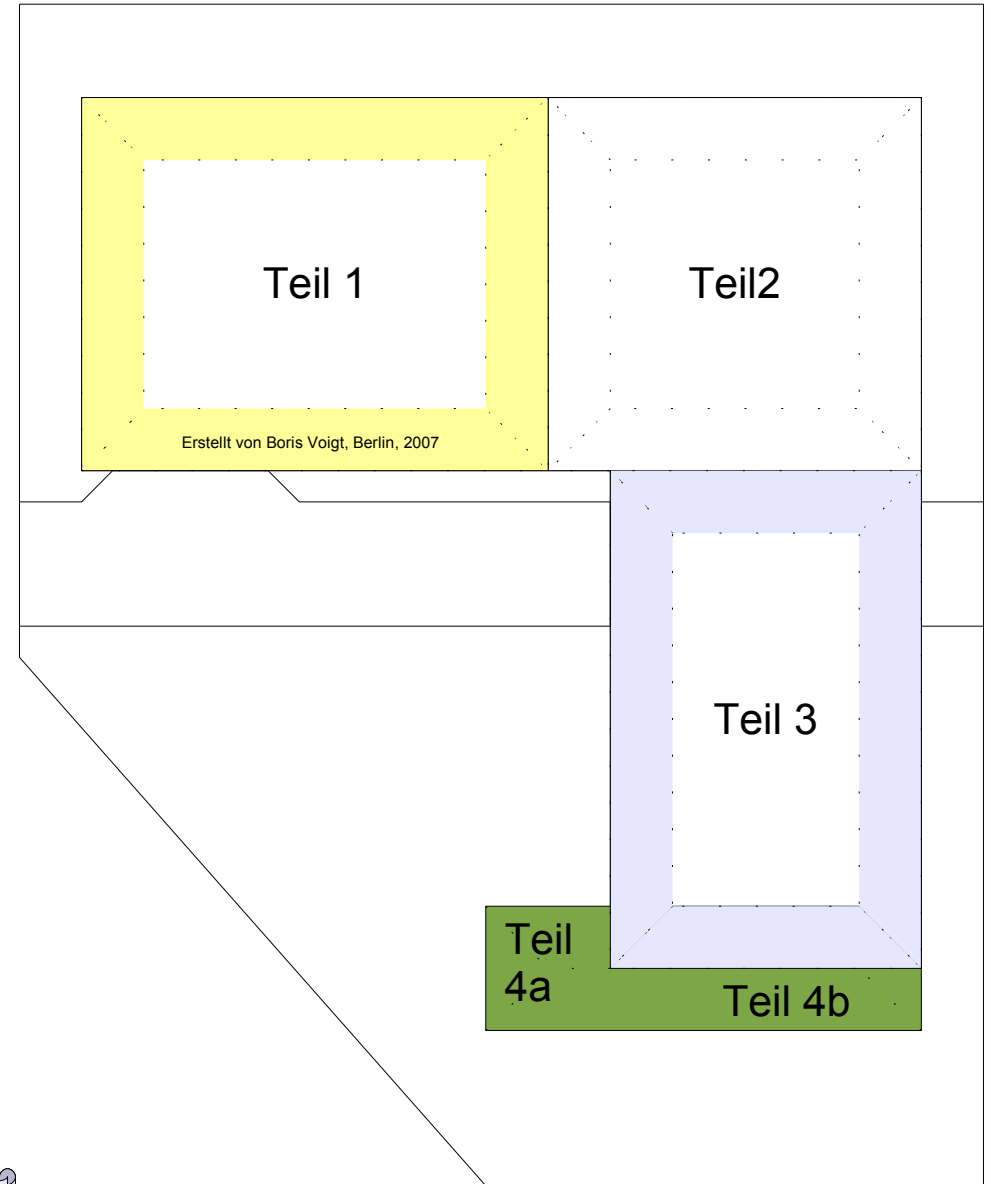 Teil 1
Teil2
Erstellt von Boris Voigt, Berlin, 2007
Teil 3
Teil
4a
Teil 4b